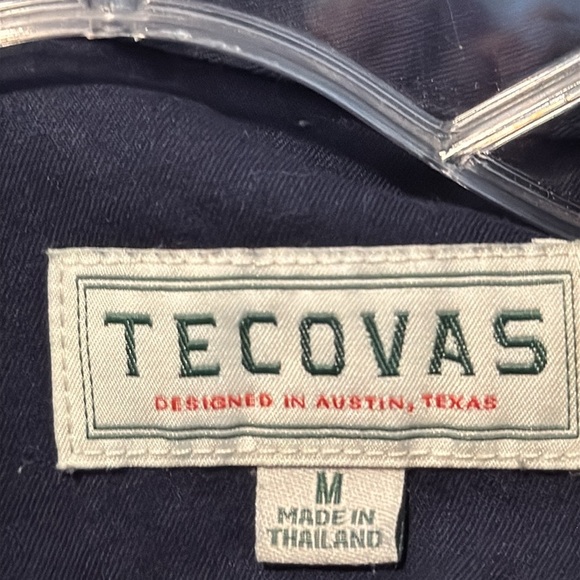 TECOVAS
DESIGNED IN AUSTIN, TEXAS
M
MADE IN
THAILAND